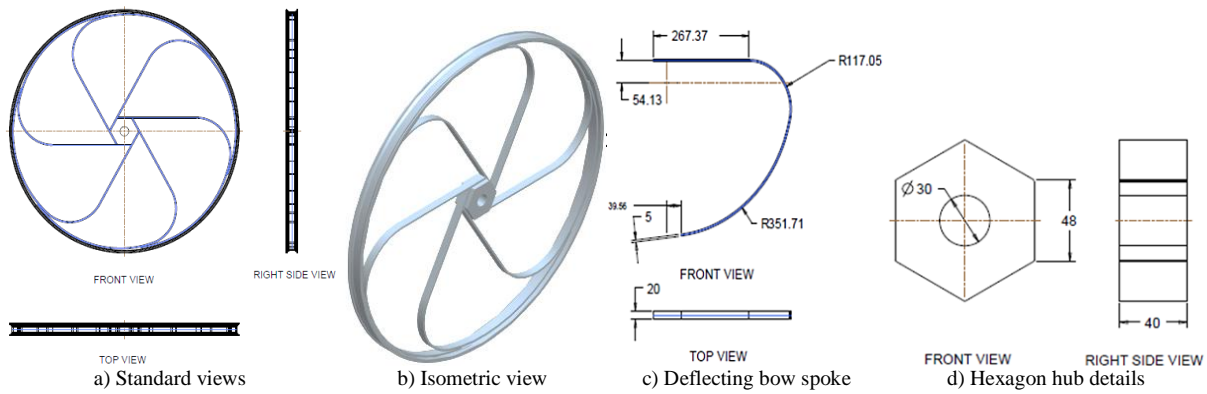 FRONT VIEW
RIGHT SIDE VIEW
TOP VIEW
a) Standard views
b) Isometric view
267.37
R117.05
54.13
39.56
5
R351.71
FRONT VIEW
20
TOP VIEW
c) Deflecting bow spoke
Ø 30
48
40
FRONT VIEW
RIGHT SIDE VIEW
d) Hexagon hub details